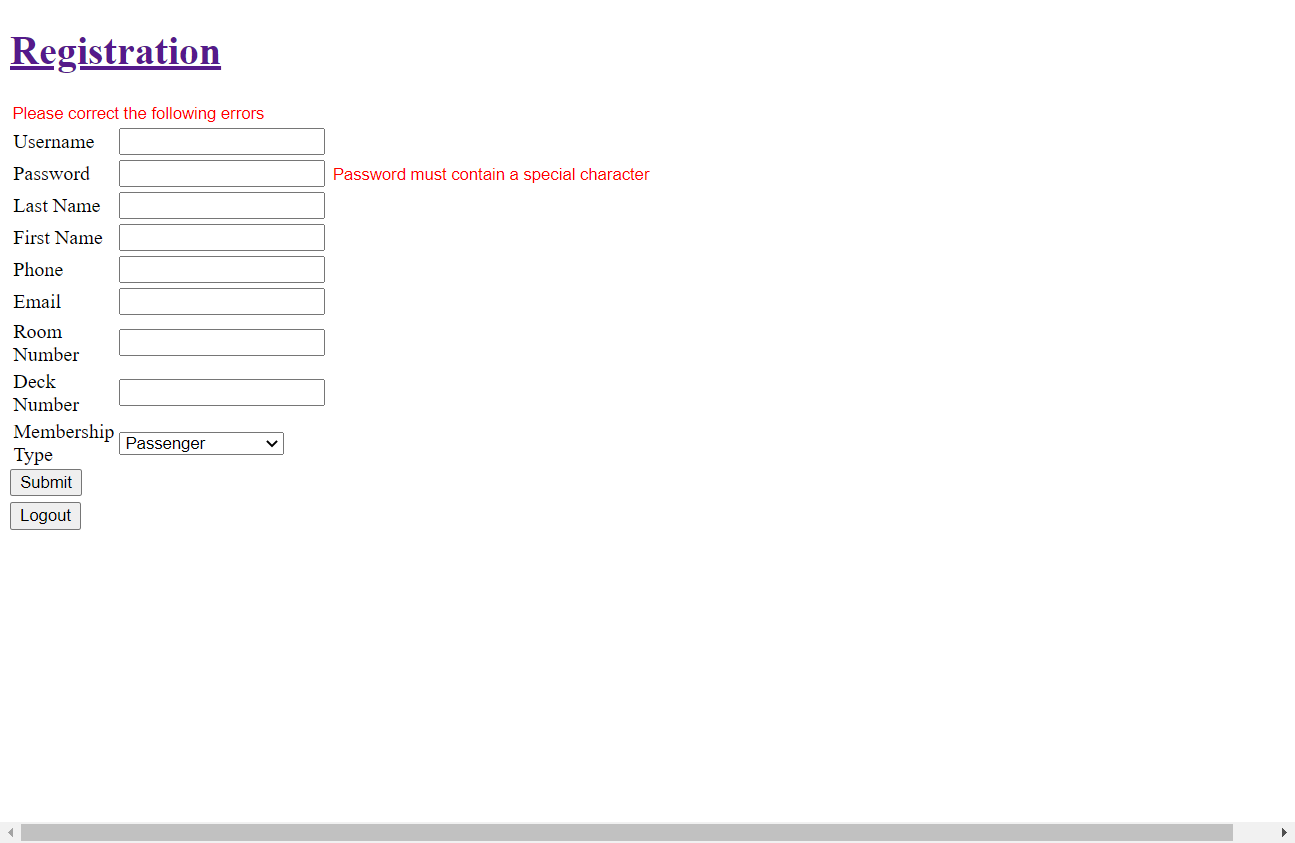 Registration
Please correct the following errors
Username
Password Password must contain a special character
Last Name
First Name
Phone
Email
Room
Number
Deck
Number
Membership
Type Passenger
Submit
Logout